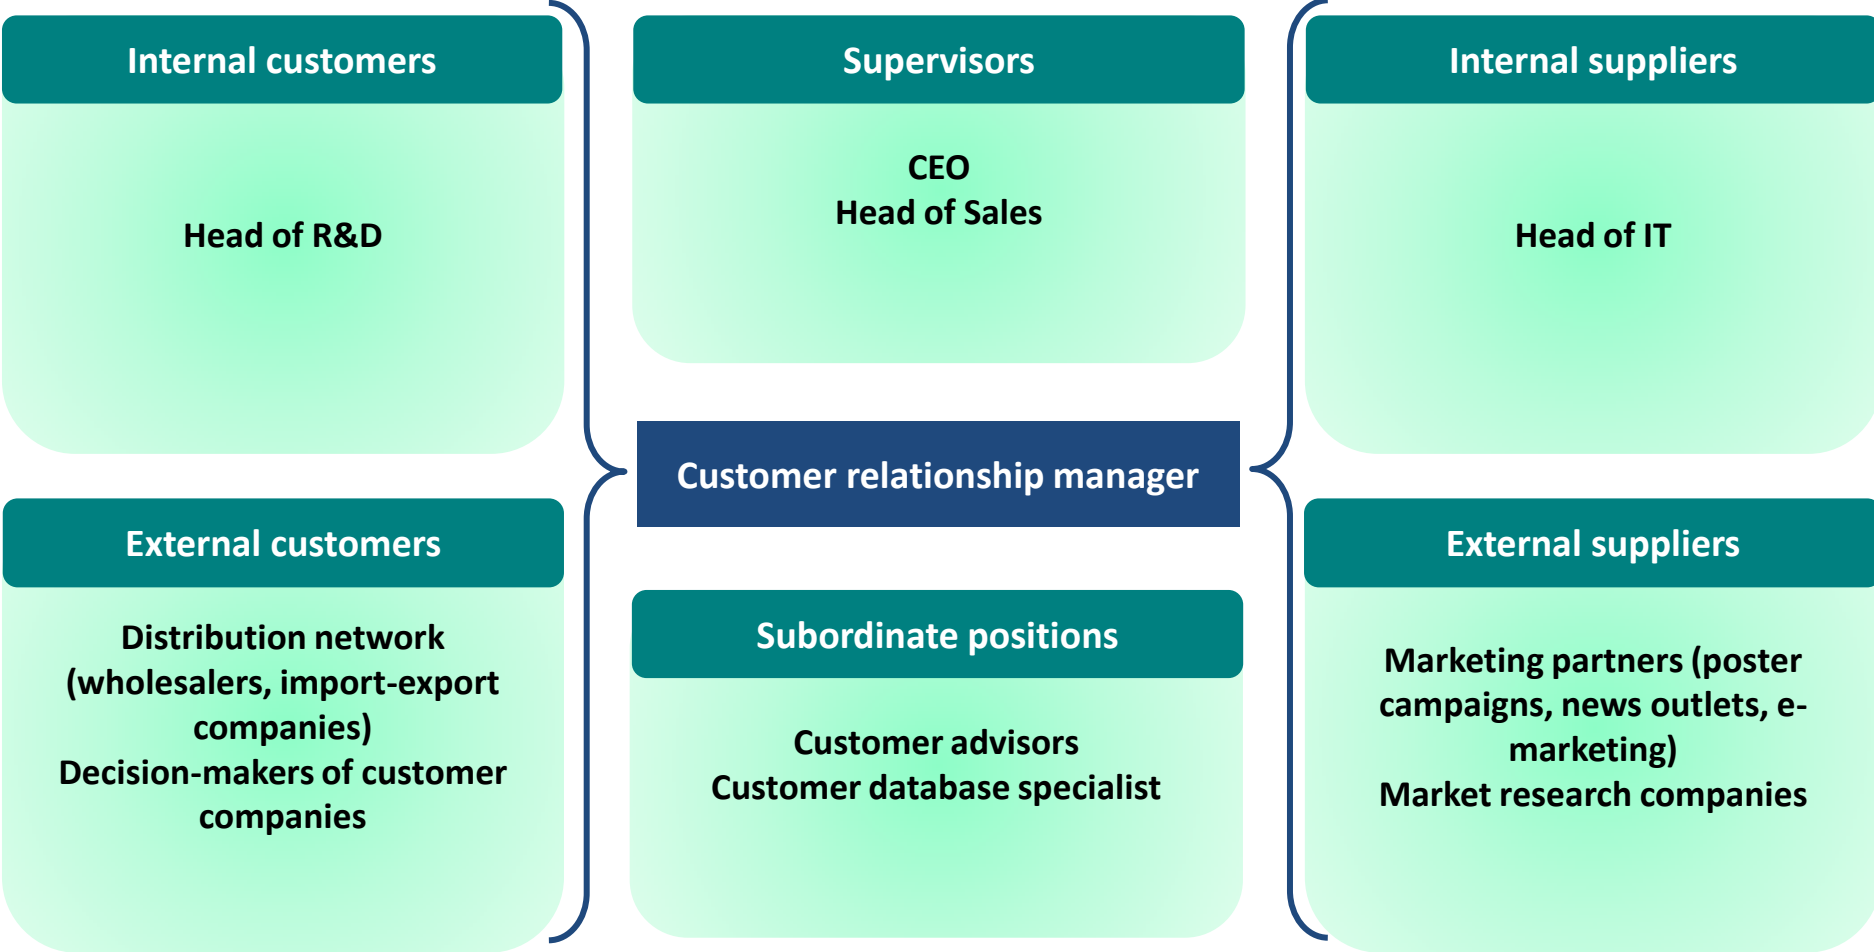 Internal customers
Head of R&D
Supervisors
CEO
Head of Sales
Internal suppliers
Head of IT
Customer relationship manager
External customers
Distribution network
(wholesalers, import-export
companies)
Decision-makers of customer
companies
Subordinate positions
Customer advisors
Customer database specialist
External suppliers
Marketing partners (poster
campaigns, news outlets, e-
marketing)
Market research companies